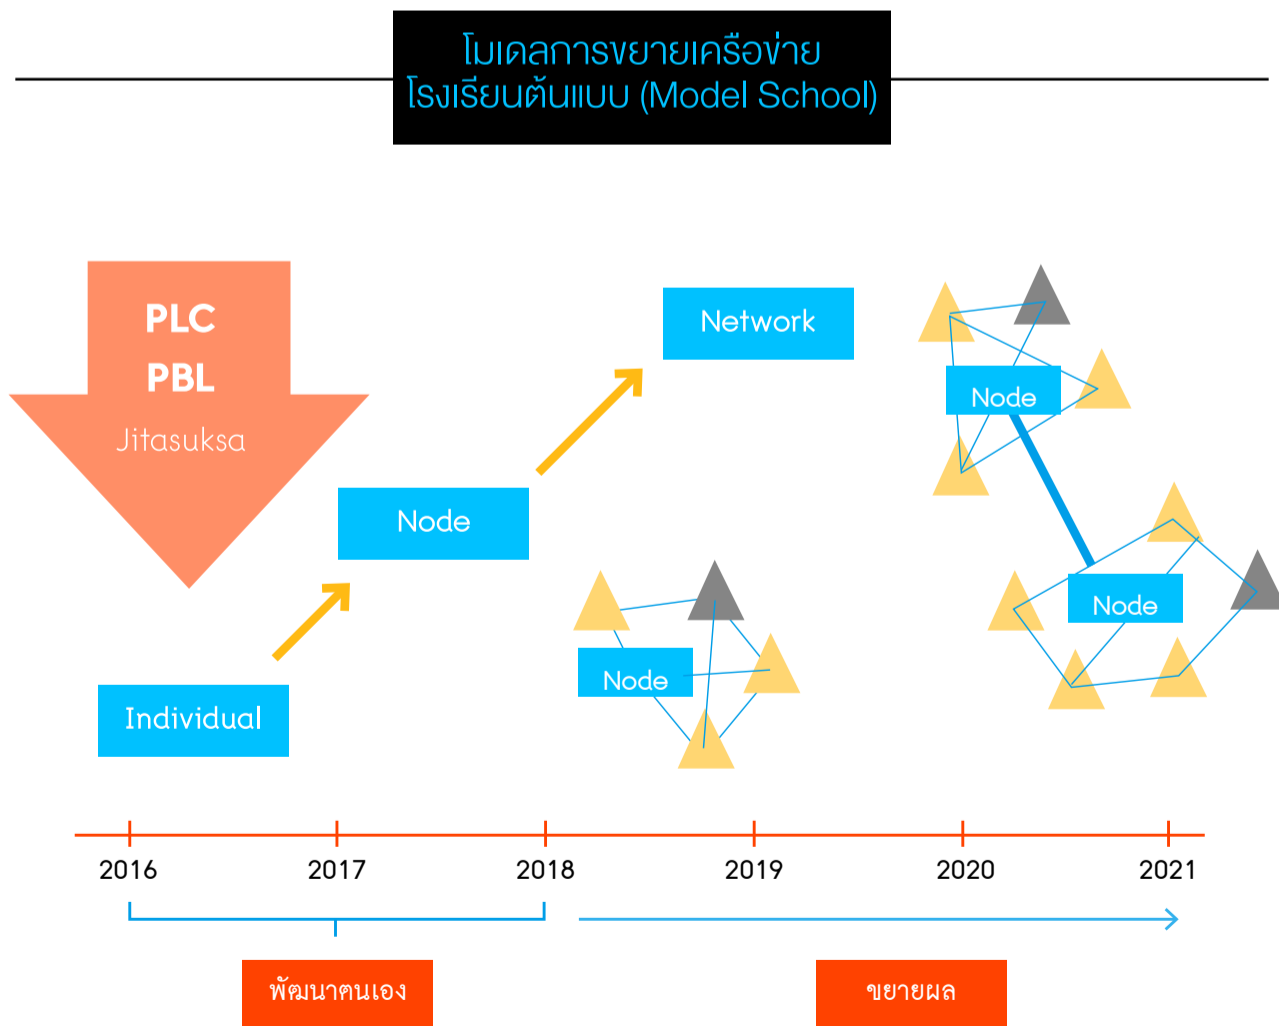 โมเดลการขยายเครือข่าย
โรงเรียนต้นแบบ (Model School)
PLC
PBL
Jitasuksa
Network
Node
Node
Individual
Node
Node
2016
2017
2018
2019
2020
2021
พัฒนาตนเอง
ขยายผล